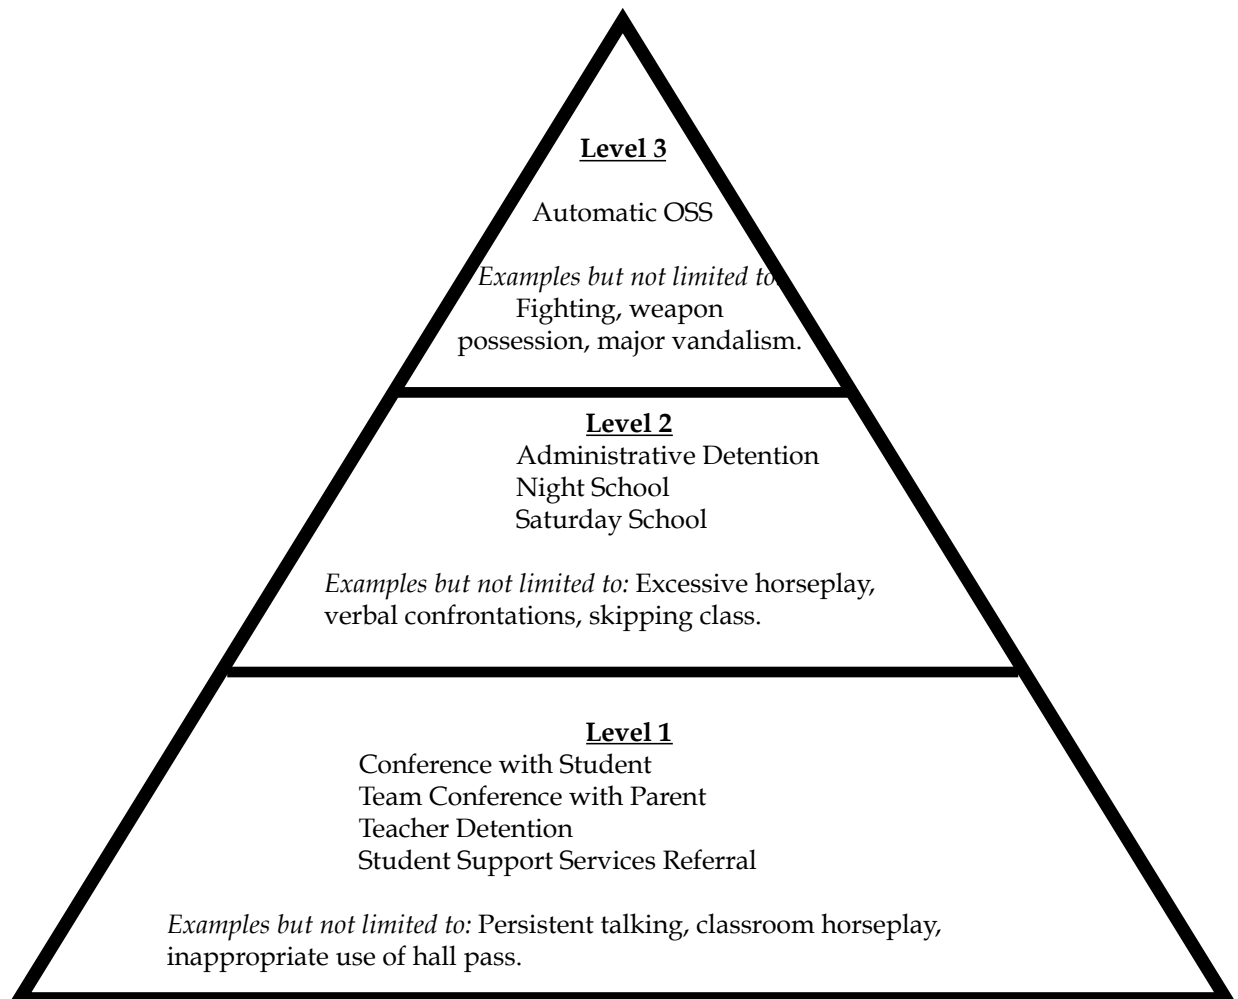 Level 3
Automatic OSS
Examples but not limited to:
Fighting, weapon
possession, major vandalism.
Level 2
Administrative Detention
Night School
Saturday School
Examples but not limited to: Excessive horseplay,
verbal confrontations, skipping class.
Level 1
Conference with Student
Team Conference with Parent
Teacher Detention
Student Support Services Referral
Examples but not limited to: Persistent talking, classroom horseplay,
inappropriate use of hall pass.